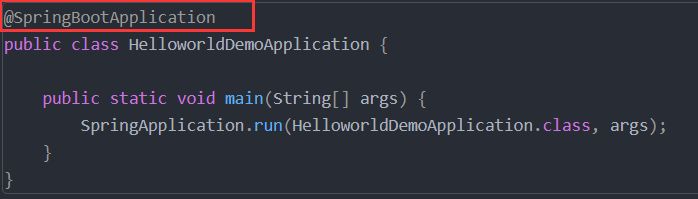 @SpringBootApplication
public class HelloworldDemoApplication {
public static void main(String[] args) {
SpringApplication.run(HelloworldDemoApplication.class, args);
}
}